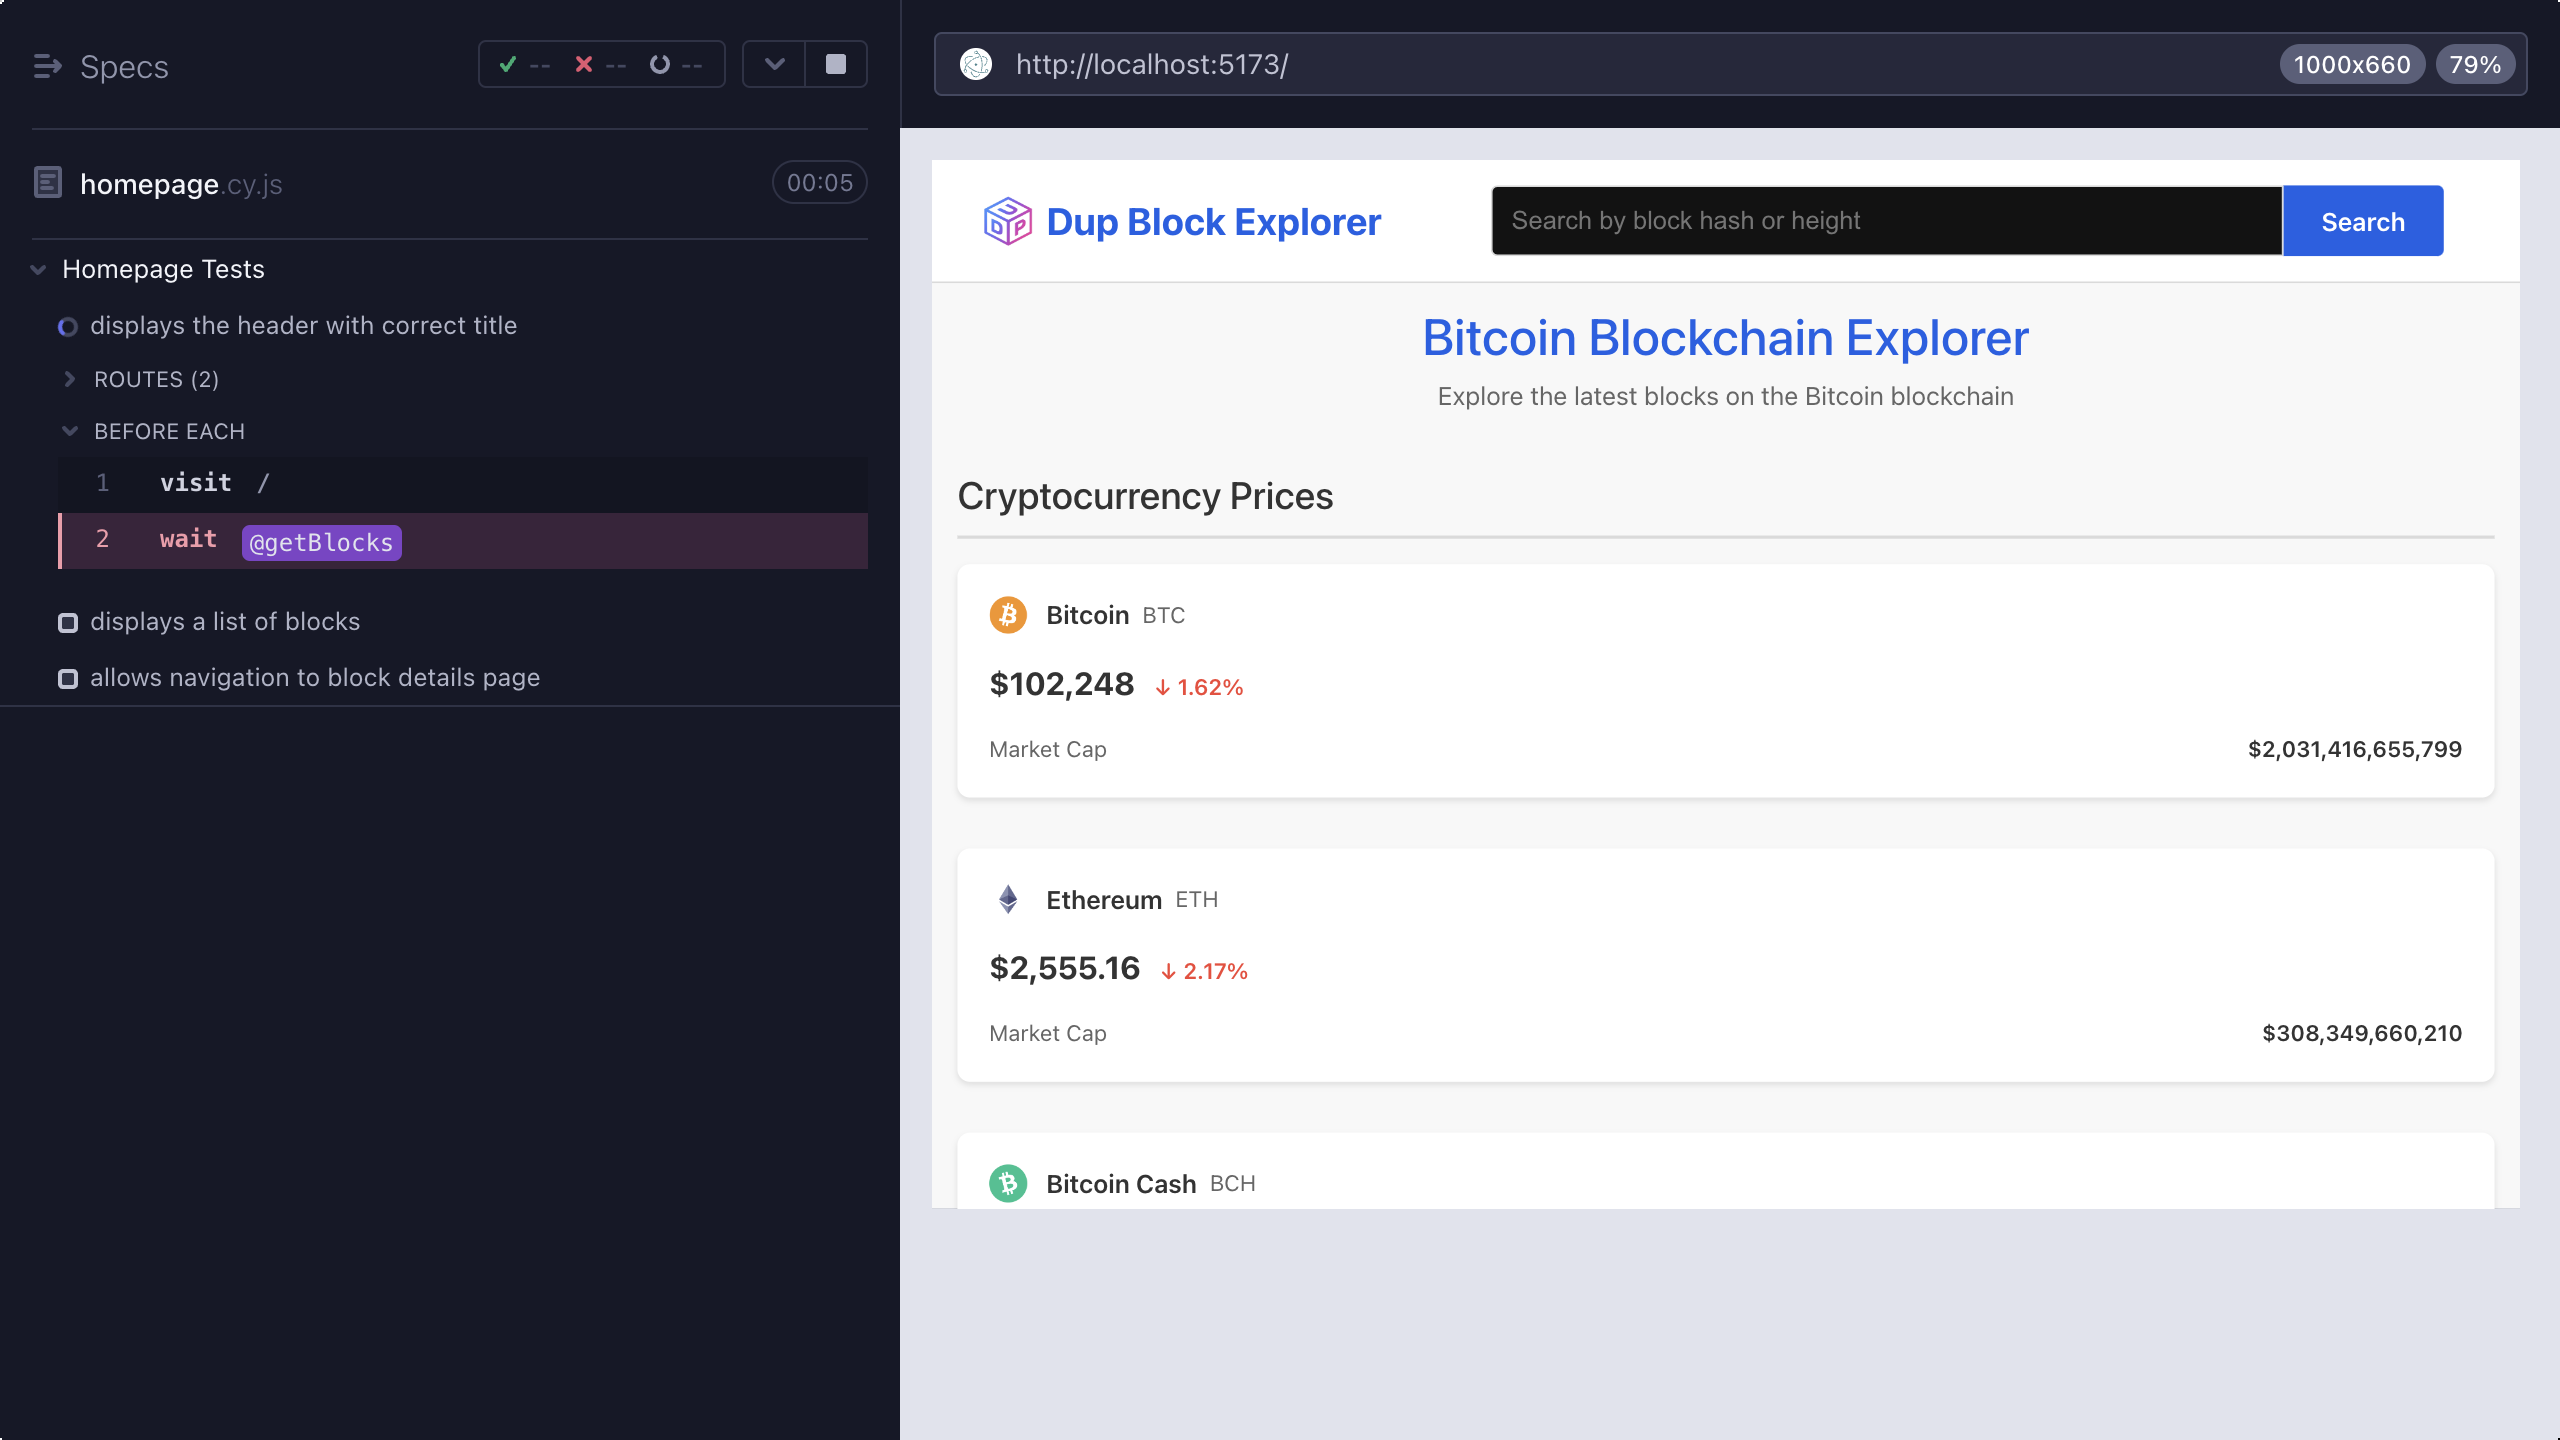 Specs
-- -- --
homepage.cy.js
00:05
Homepage Tests
displays the header with correct title
ROUTES (2)
BEFORE EACH
1 visit /
2 wait @getBlocks
displays a list of blocks
allows navigation to block details page
http://localhost:5173/
1000x660
79%
DUP
Dup Block Explorer
Search by block hash or height
Search
Bitcoin Blockchain Explorer
Explore the latest blocks on the Bitcoin blockchain
Cryptocurrency Prices
Bitcoin BTC
$102,248 ↓ 1.62%
Market Cap $2,031,416,655,799
Ethereum ETH
$2,555.16 ↓ 2.17%
Market Cap $308,349,660,210
Bitcoin Cash BCH